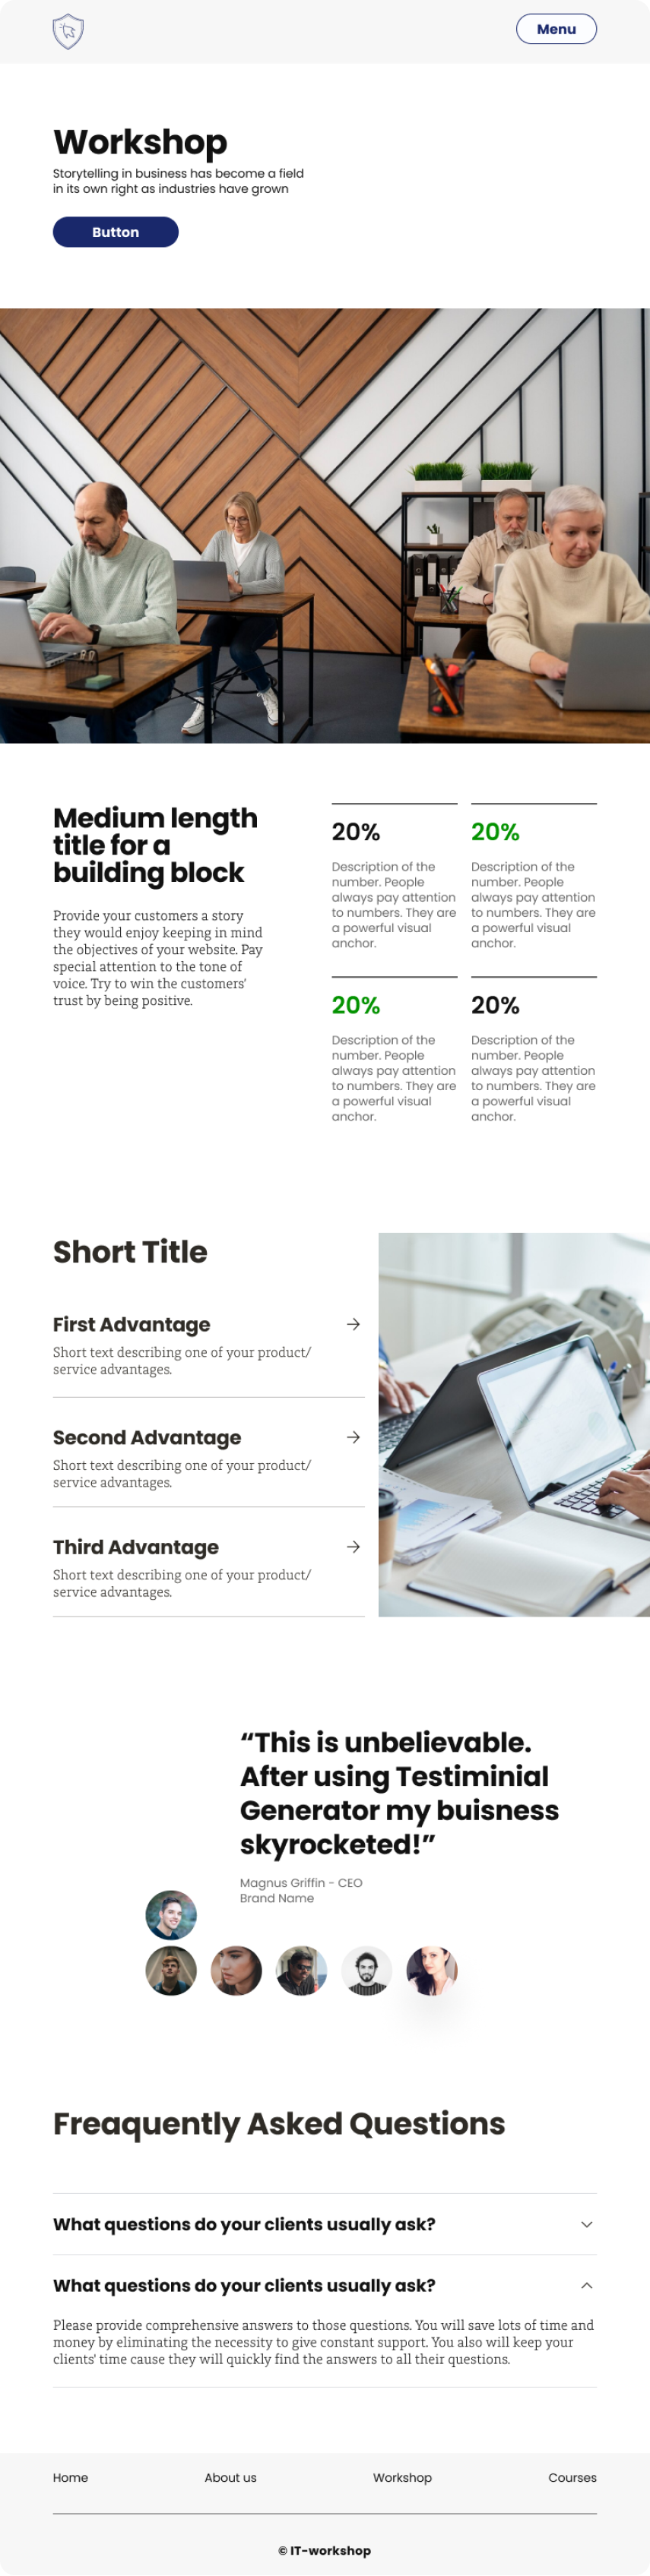 Menu
Workshop
Storytelling in business has become a field
in its own right as industries have grown
Button
Medium length
title for a
building block
Provide your customers a story
they would enjoy keeping in mind
the objectives of your website. Pay
special attention to the tone of
voice. Try to win the customers'
trust by being positive.
20%
Description of the
number. People
always pay attention
to numbers. They are
a powerful visual
anchor.
20%
Description of the
number. People
always pay attention
to numbers. They are
a powerful visual
anchor.
20%
Description of the
number. People
always pay attention
to numbers. They are
a powerful visual
anchor.
20%
Description of the
number. People
always pay attention
to numbers. They are
a powerful visual
anchor.
Short Title
First Advantage
Short text describing one of your product/
service advantages.
Second Advantage
Short text describing one of your product/
service advantages.
Third Advantage
Short text describing one of your product/
service advantages.
“This is unbelievable.
After using Testiminial
Generator my buisness
skyrocketed!”
Magnus Griffin - CEO
Brand Name
Freaquently Asked Questions
What questions do your clients usually ask?
What questions do your clients usually ask?
Please provide comprehensive answers to those questions. You will save lots of time and
money by eliminating the necessity to give constant support. You also will keep your
clients' time cause they will quickly find the answers to all their questions.
Home
About us
Workshop
Courses
© IT-workshop